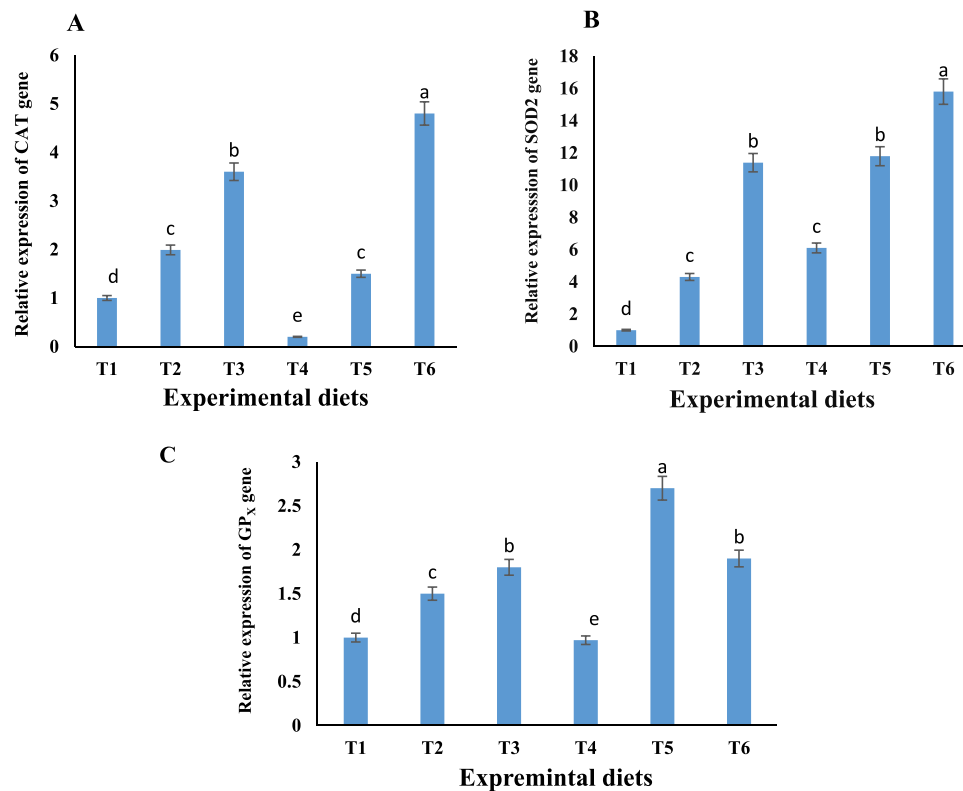 A
Relative expression of CAT gene
6
5
4
3
2
1
0
d
c
b
e
c
a
T1 T2 T3 T4 T5 T6
Experimental diets
B
Relative expresssion of SOD2 gene
18
16
14
12
10
8
6
4
2
0
d
c
b
c
b
a
T1 T2 T3 T4 T5 T6
Experimental diets
C
Relative expression of GPX gene
3
2.5
2
1.5
1
0.5
0
d
c
b
e
a
b
T1 T2 T3 T4 T5 T6
Expremintal diets